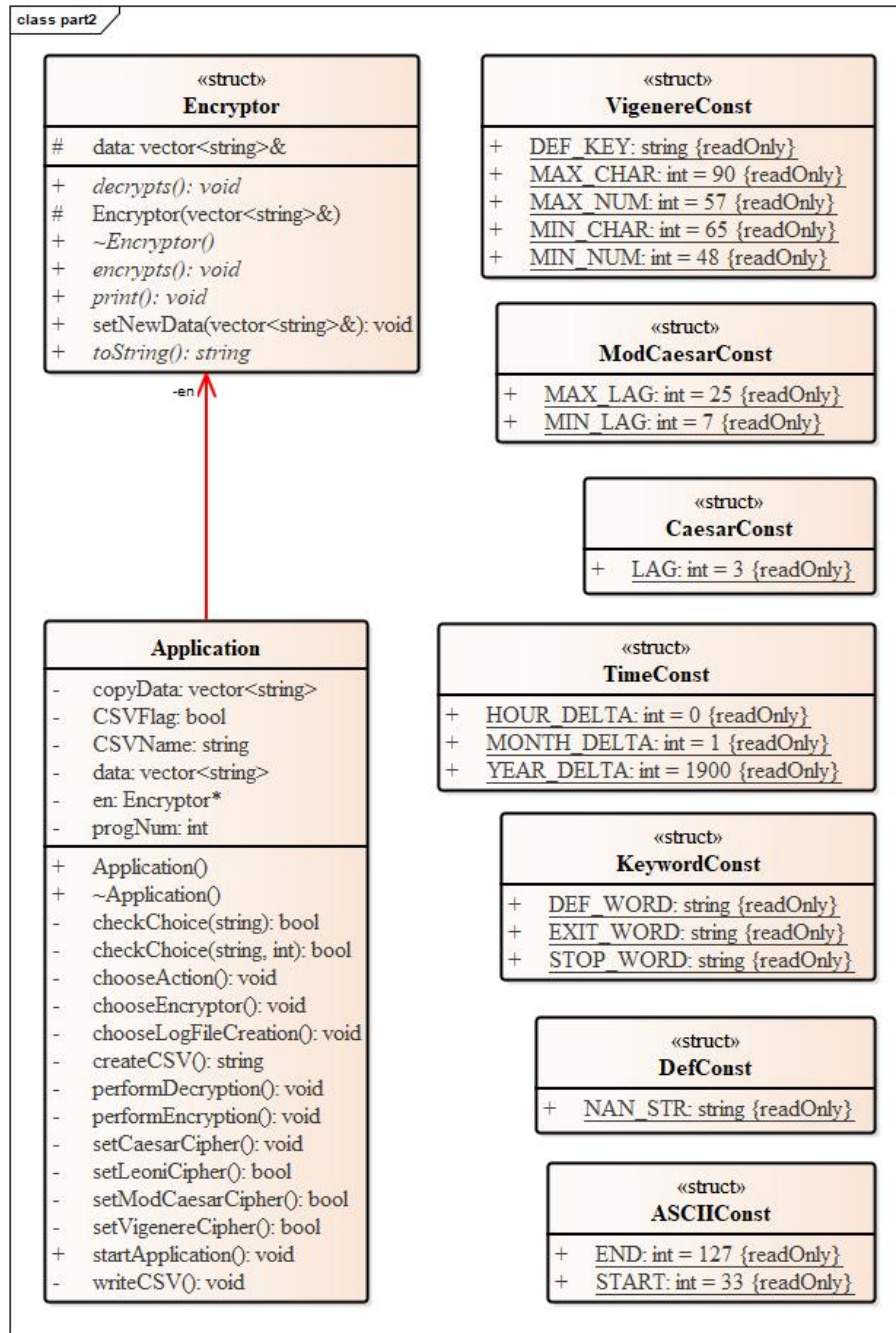 class part2
«struct»
Encryptor
# data: vector<string>&
+ decrypts(): void
# Encryptor(vector<string>&)
+ ~Encryptor()
+ encrypts(): void
+ print(): void
+ setNewData(vector<string>&): void
+ toString(): string
-en
Application
- copyData: vector<string>
- CSVFlag: bool
- CSVName: string
- data: vector<string>
- en: Encryptor*
- progNum: int
+ Application()
+ ~Application()
- checkChoice(string): bool
- checkChoice(string, int): bool
- chooseAction(): void
- chooseEncryptor(): void
- chooseLogFileCreation(): void
- createCSV(): string
- performDecryption(): void
- performEncryption(): void
- setCaesarCipher(): void
- setLeoniCipher(): bool
- setModCaesarCipher(): bool
- setVigenereCipher(): bool
+ startApplication(): void
- writeCSV(): void
«struct»
VigenereConst
+ DEF_KEY: string {readOnly}
+ MAX_CHAR: int = 90 {readOnly}
+ MAX_NUM: int = 57 {readOnly}
+ MIN_CHAR: int = 65 {readOnly}
+ MIN_NUM: int = 48 {readOnly}
«struct»
ModCaesarConst
+ MAX_LAG: int = 25 {readOnly}
+ MIN_LAG: int = 7 {readOnly}
«struct»
CaesarConst
+ LAG: int = 3 {readOnly}
«struct»
TimeConst
+ HOUR_DELTA: int = 0 {readOnly}
+ MONTH_DELTA: int = 1 {readOnly}
+ YEAR_DELTA: int = 1900 {readOnly}
«struct»
KeywordConst
+ DEF_WORD: string {readOnly}
+ EXIT_WORD: string {readOnly}
+ STOP_WORD: string {readOnly}
«struct»
DefConst
+ NAN_STR: string {readOnly}
«struct»
ASCIIConst
+ END: int = 127 {readOnly}
+ START: int = 33 {readOnly}